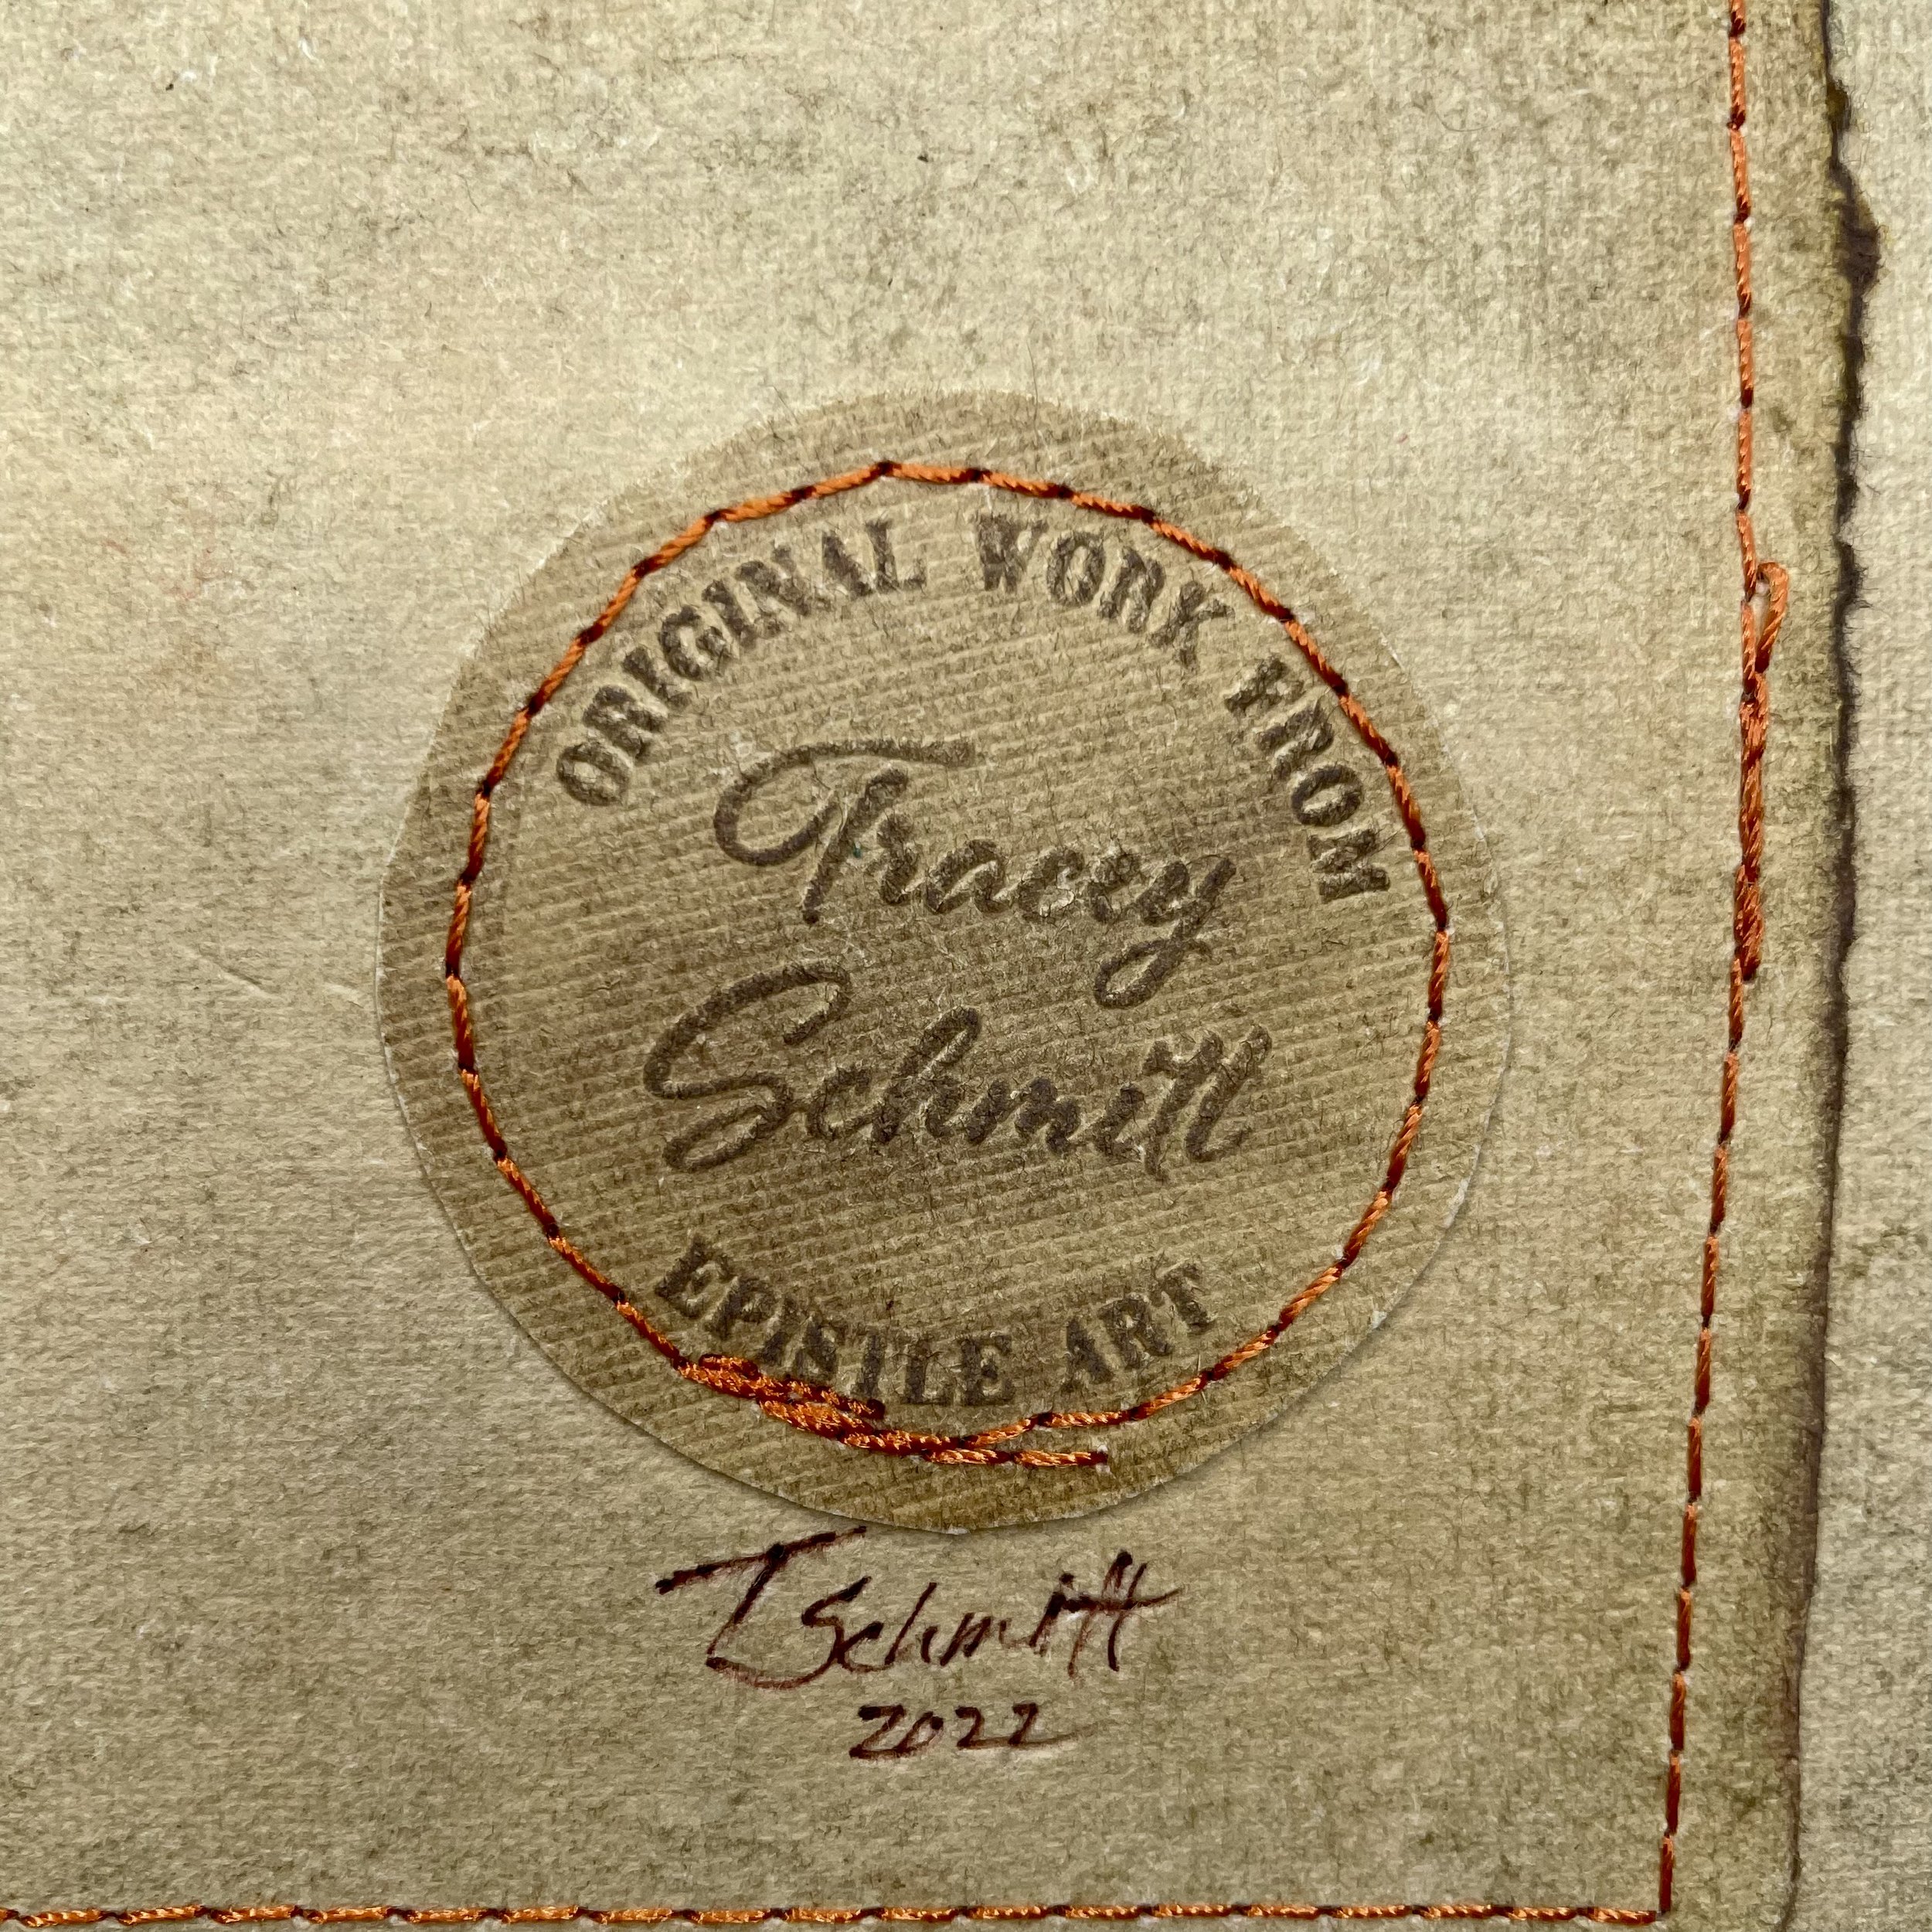 ORIGINAL WORK FROM
Tracey
Schmitt
EPISTLE ART
TSchmitt
2022